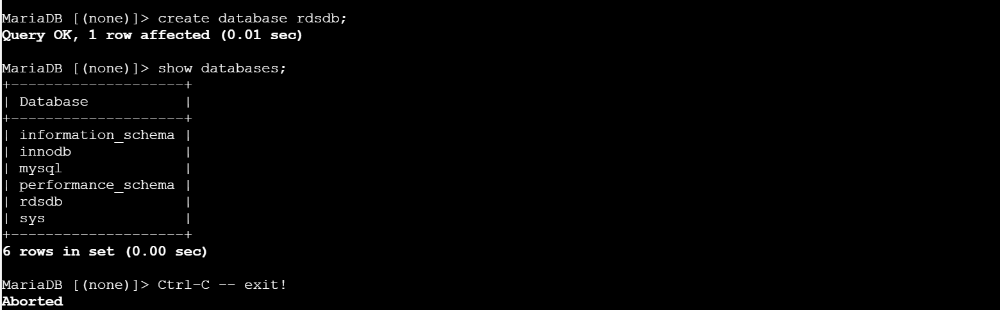 MariaDB [(none)]> create database rdsdb;
Query OK, 1 row affected (0.01 sec)
MariaDB [(none)]> show databases;
+--------------------+
| Database           |
+--------------------+
| information_schema |
| innodb             |
| mysql              |
| performance_schema |
| rdsdb              |
| sys                |
+--------------------+
6 rows in set (0.00 sec)
MariaDB [(none)]> Ctrl-C -- exit!
Aborted